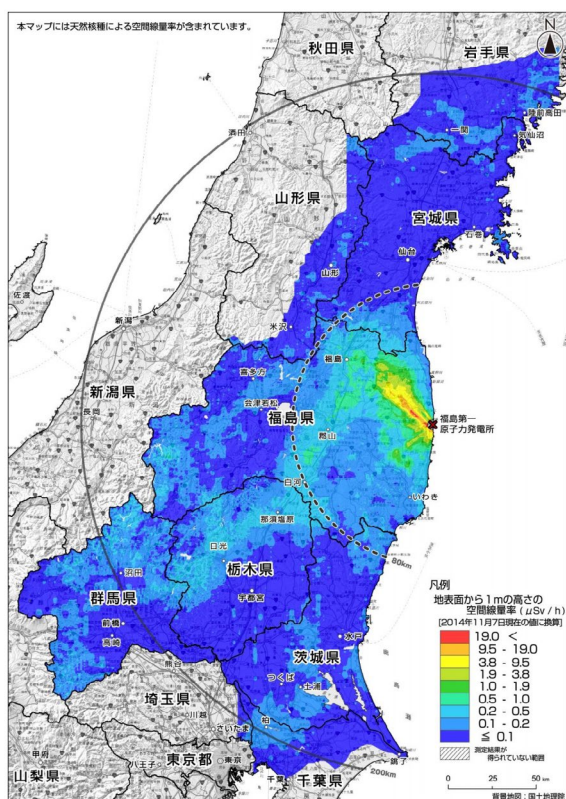 本マップには天然核種による空間線量率が含まれています。
N
秋田県
岩手県
酒田
陸前高田
一関
気仙沼
山形県
宮城県
石巻
仙台
山形
佐渡
新潟
米沢
福島
喜多方
新潟県
長岡
会津若松
福島県
福島第一
原子力発電所
郡山
白河
いわき
那須塩原
日光
80km
沼田
栃木県
群馬県
宇都宮
前橋
高崎
水戸
茨城県
熊谷
つくば
土浦
埼玉県
川越
柏
さいたま
甲府
東京都
八王子
東京
銚子
山梨県
千葉
千葉県
200km
凡例
地表面から1mの高さの
空間線量率(μSv/h)
[2014年11月7日現在の値に換算]
19.0 <
9.5 - 19.0
3.8 - 9.5
1.9 - 3.8
1.0 - 1.9
0.5 - 1.0
0.2 - 0.5
0.1 - 0.2
≤ 0.1
測定結果が
得られていない範囲
0 25 50 km
背景地図:国土地理院